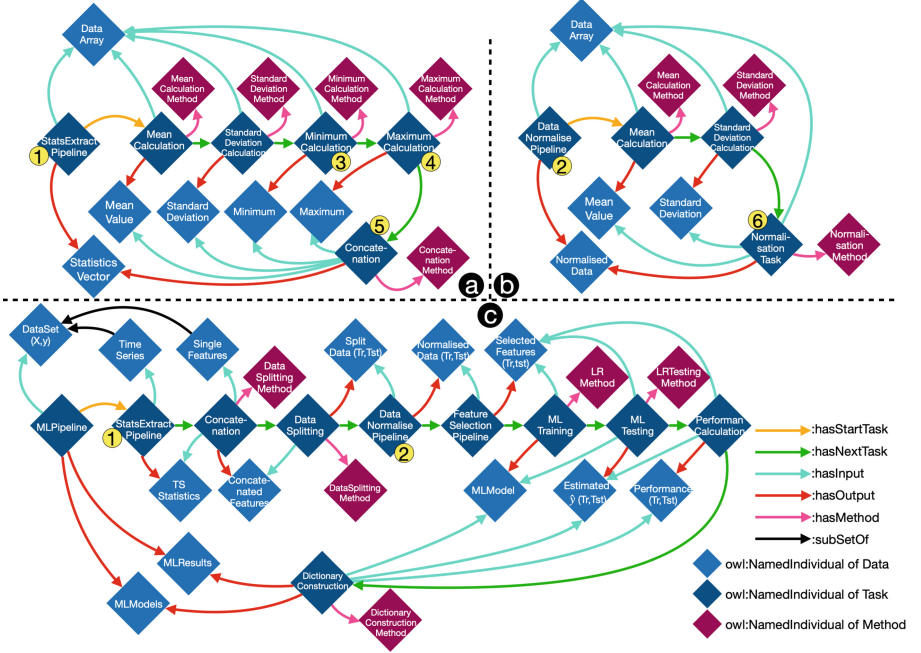 Data
Array
Mean
Calculation
Method
Standard
Deviation
Method
Minimum
Calculation
Method
Maximum
Calculation
Method
StatsExtract
Pipeline
1
Mean
Calculation
Standard
Deviation
Calculation
Minimum
Calculation
3
Maximum
Calculation
4
Mean
Value
Standard
Deviation
Minimum
Maximum
5
Concate-
nation
Concate-
nation
Method
Statistics
Vector
a
Data
Array
Mean
Calculation
Method
Standard
Deviation
Method
Data
Normalise
Pipeline
2
Mean
Calculation
Standard
Deviation
Calculation
Mean
Value
Standard
Deviation
6
Normali-
sation
Task
Normali-
sation
Method
Normalised
Data
b
c
DataSet
(X,y)
Time
Series
Single
Features
Data
Splitting
Method
Split
Data (Tr,Tst)
Normalised
Data (Tr,Tst)
Selected
Features
(Tr,tst)
LR
Method
LRTesting
Method
MLPipeline
StatsExtract
Pipeline
1
Concate-
nation
Data
Splitting
Data
Normalise
Pipeline
2
Feature
Selection
Pipeline
ML
Training
ML
Testing
Performan
Calculation
TS
Statistics
Concate-
nated
Features
DataSplitting
Method
MLModel
Estimated
ŷ (Tr,Tst)
Performance
(Tr,Tst)
MLResults
MLModels
Dictionary
Construction
Dictionary
Construction
Method
:hasStartTask
:hasNextTask
:hasInput
:hasOutput
:hasMethod
:subSetOf
owl:NamedIndividual of Data
owl:NamedIndividual of Task
owl:NamedIndividual of Method